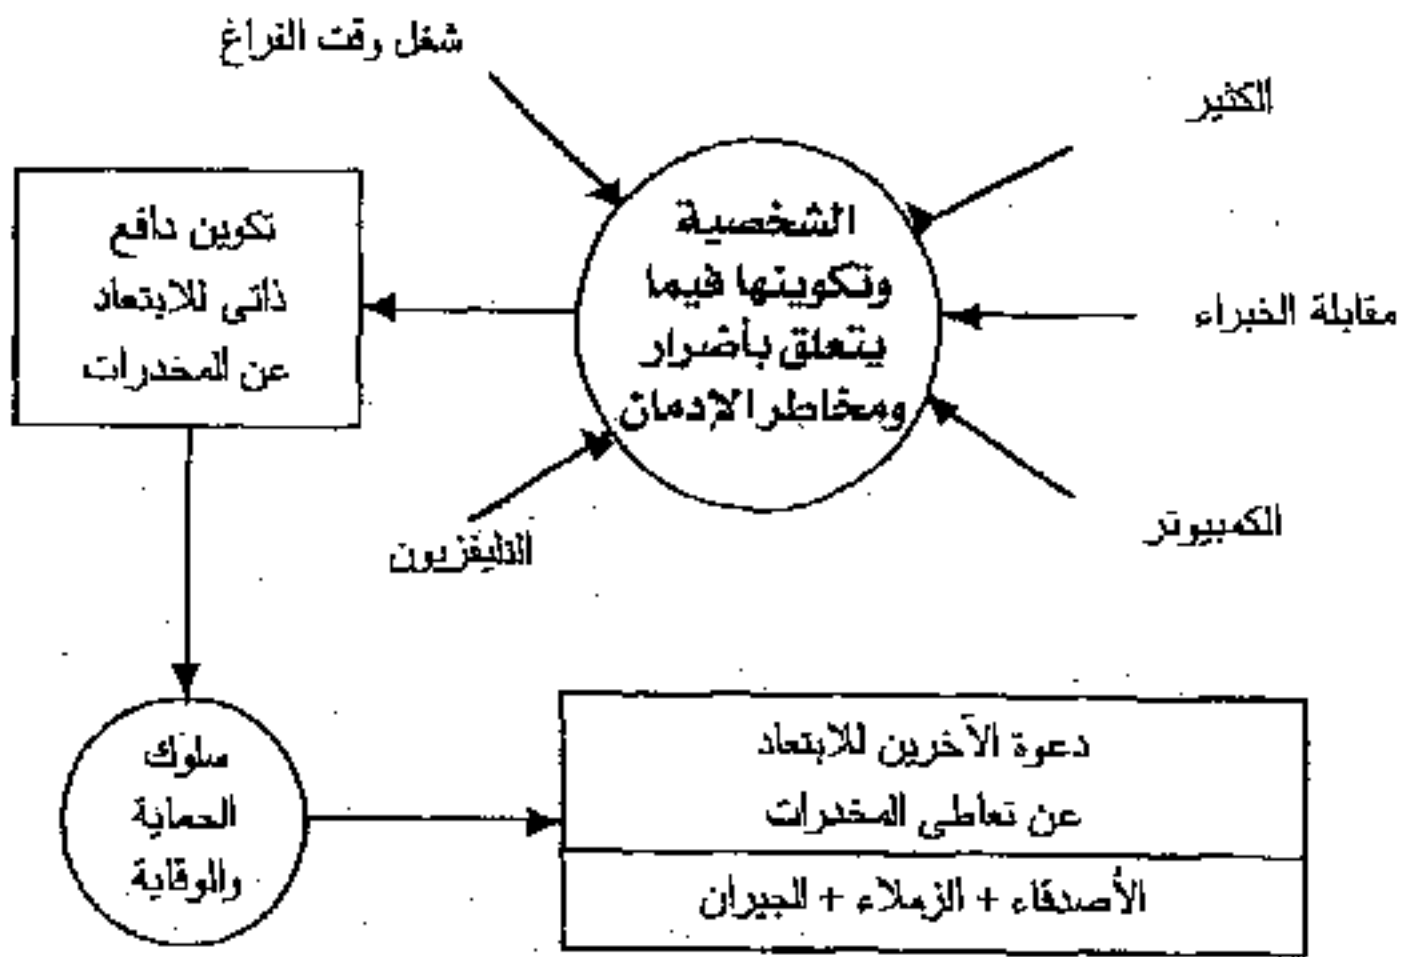 شغل وقت الفراغ
الكثير
الشخصية
وتكوينها فيما
يتعلق بأضرار
ومخاطر الإدمان
مقابلة الخبراء
تكوين دافع
ذاتى للابتعاد
عن المخدرات
الكمبيوتر
التليفزيون
سلوك
الحماية
والوقاية
دعوة الآخرين للابتعاد
عن تعاطى المخدرات
الأصدقاء + الزملاء + الجيران